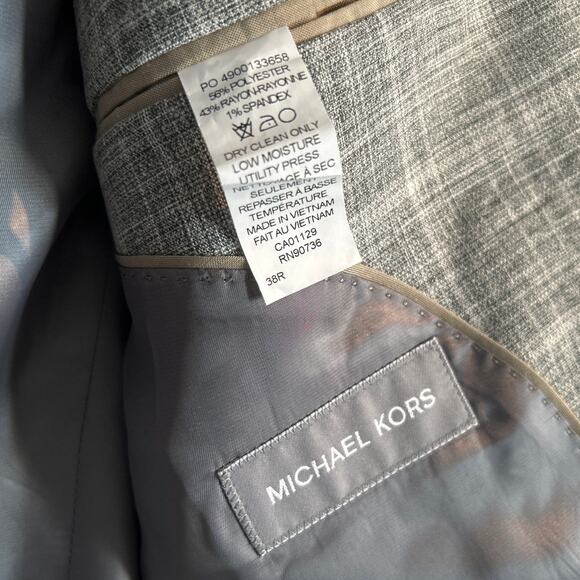 PO 4900133658
56% POLYESTER
43% RAYON-RAYONNE
1% SPANDEX
DRY CLEAN ONLY
LOW MOISTURE
UTILITY PRESS
NETTOYAGE À SEC
SEULEMENT
REPASSER À BASSE
TEMPÉRATURE
MADE IN VIETNAM
FAIT AU VIETNAM
CA01129
RN90736
38R
MICHAEL KORS